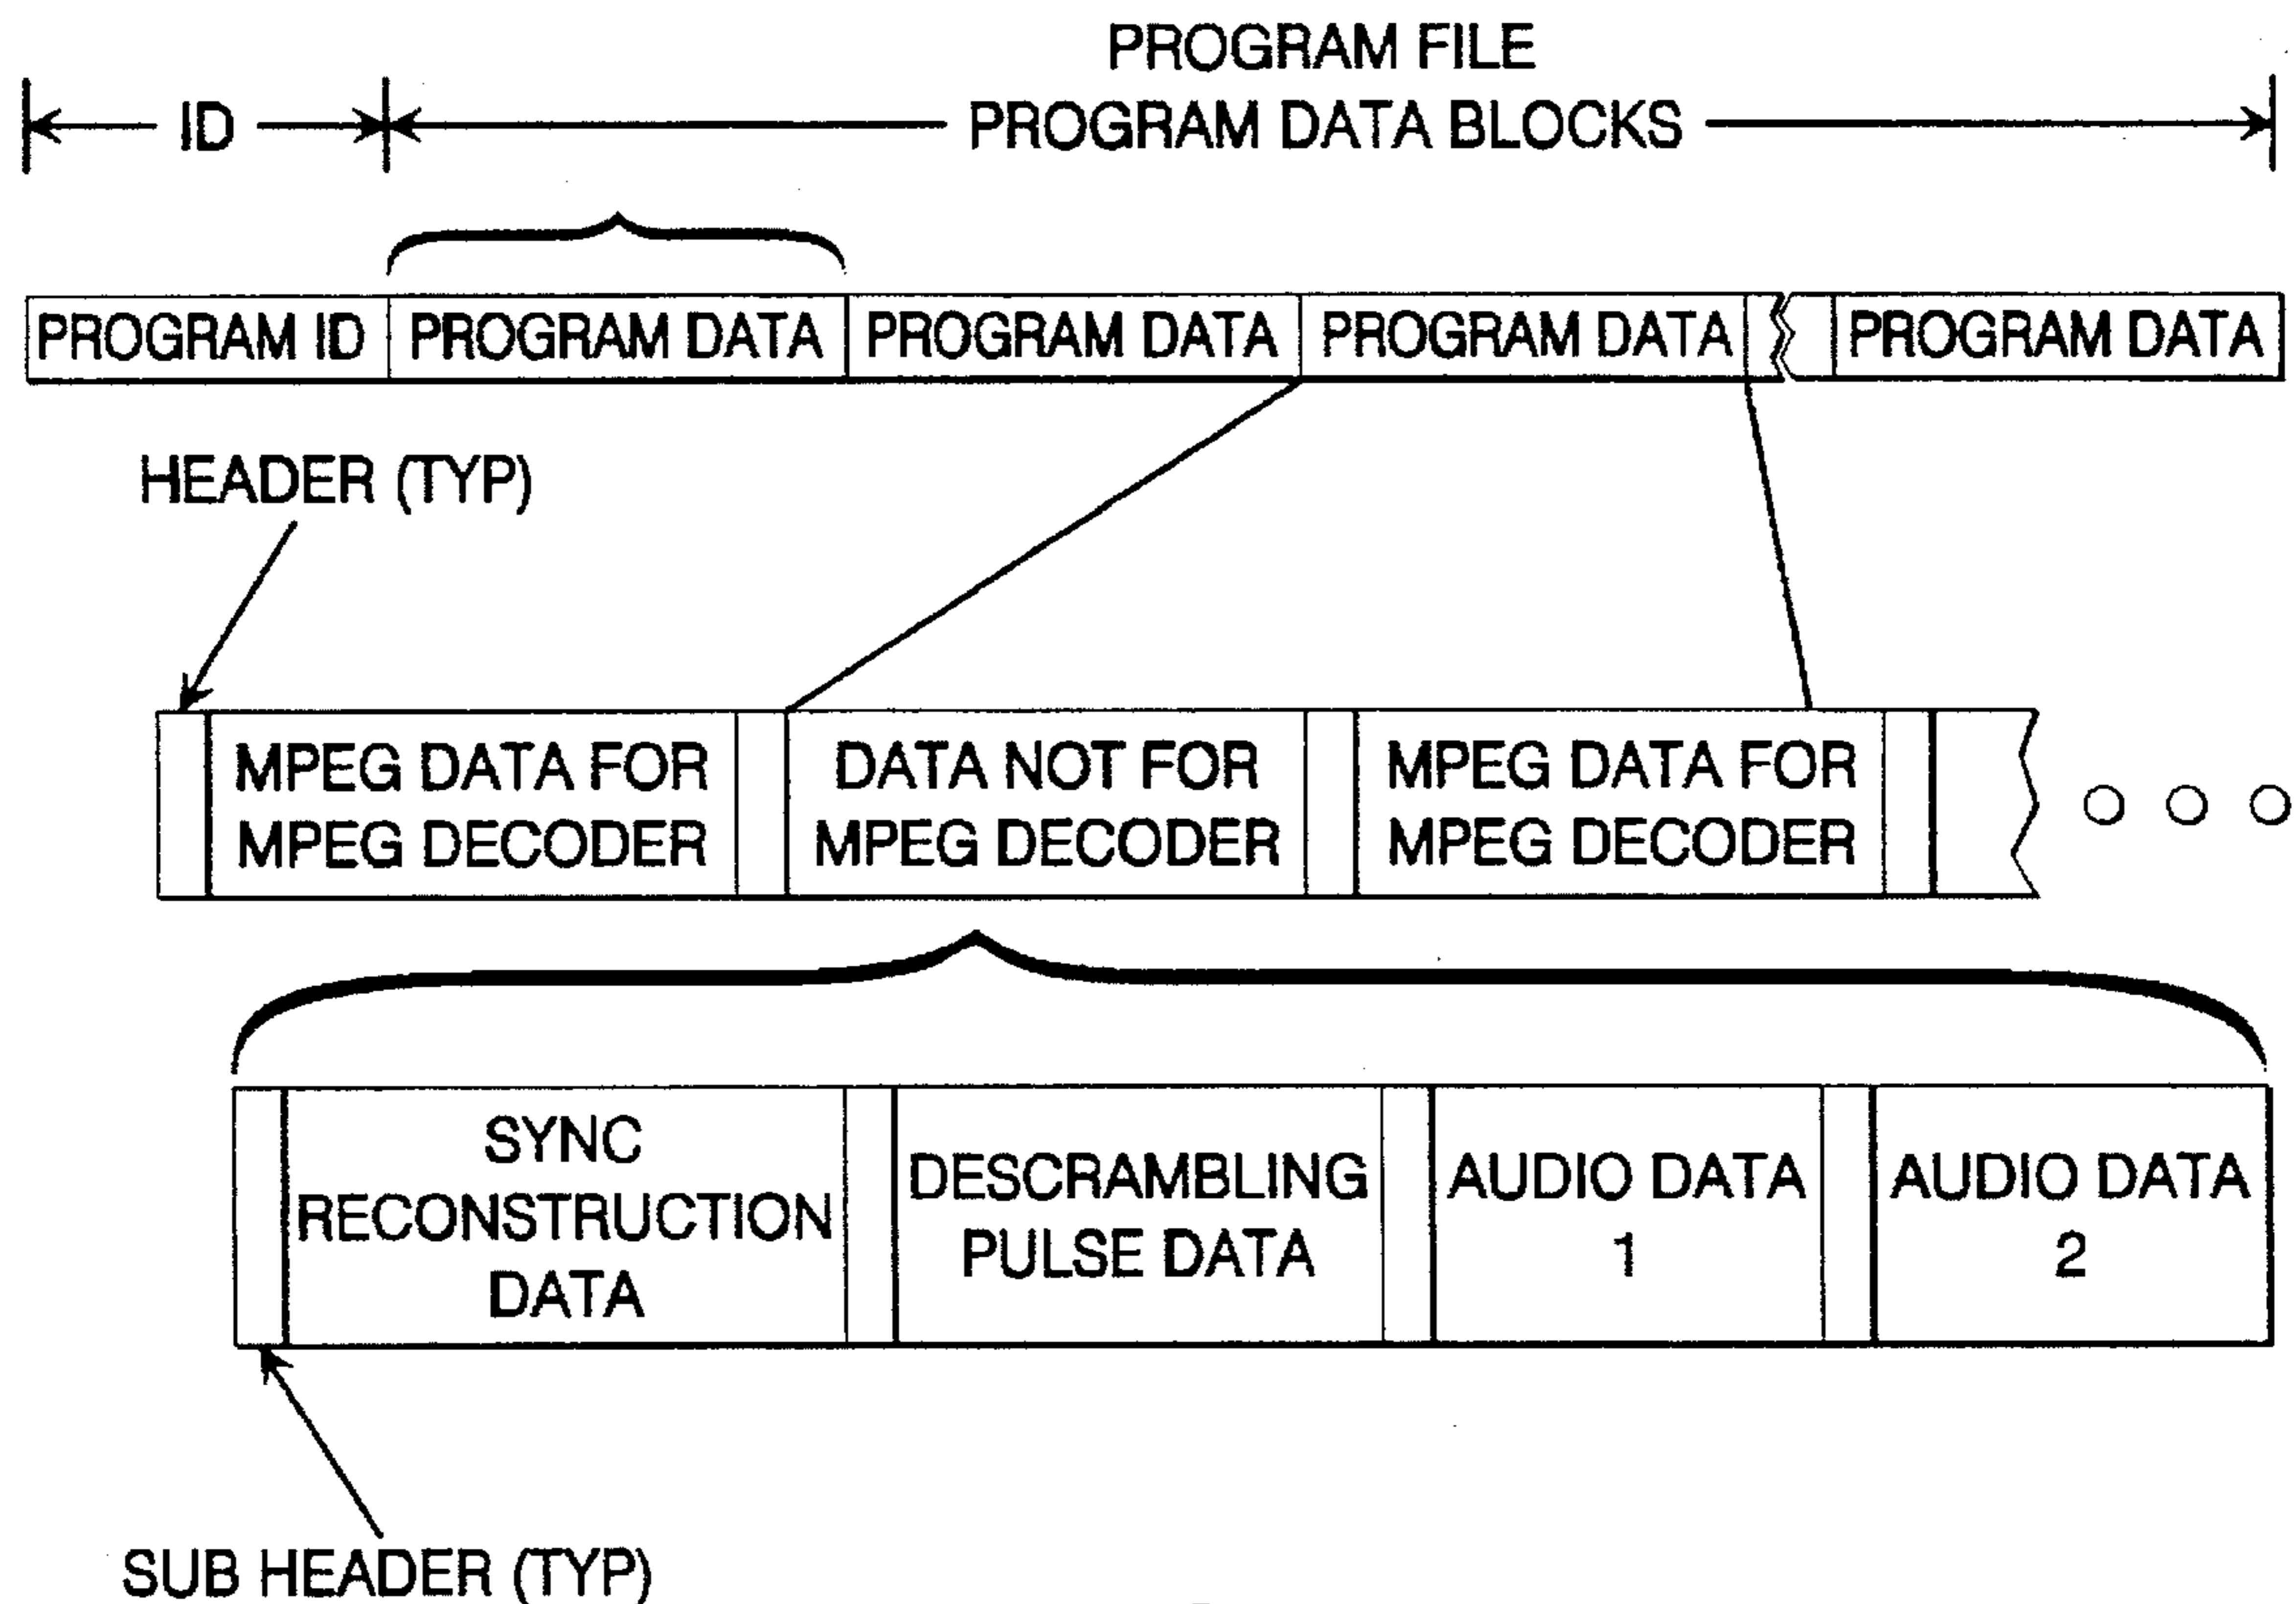 PROGRAM FILE
ID
PROGRAM DATA BLOCKS
PROGRAM ID
PROGRAM DATA
PROGRAM DATA
PROGRAM DATA
PROGRAM DATA
HEADER (TYP)
MPEG DATA FOR
MPEG DECODER
DATA NOT FOR
MPEG DECODER
MPEG DATA FOR
MPEG DECODER
SYNC
RECONSTRUCTION
DATA
DESCRAMBLING
PULSE DATA
AUDIO DATA
1
AUDIO DATA
2
SUB HEADER (TYP)